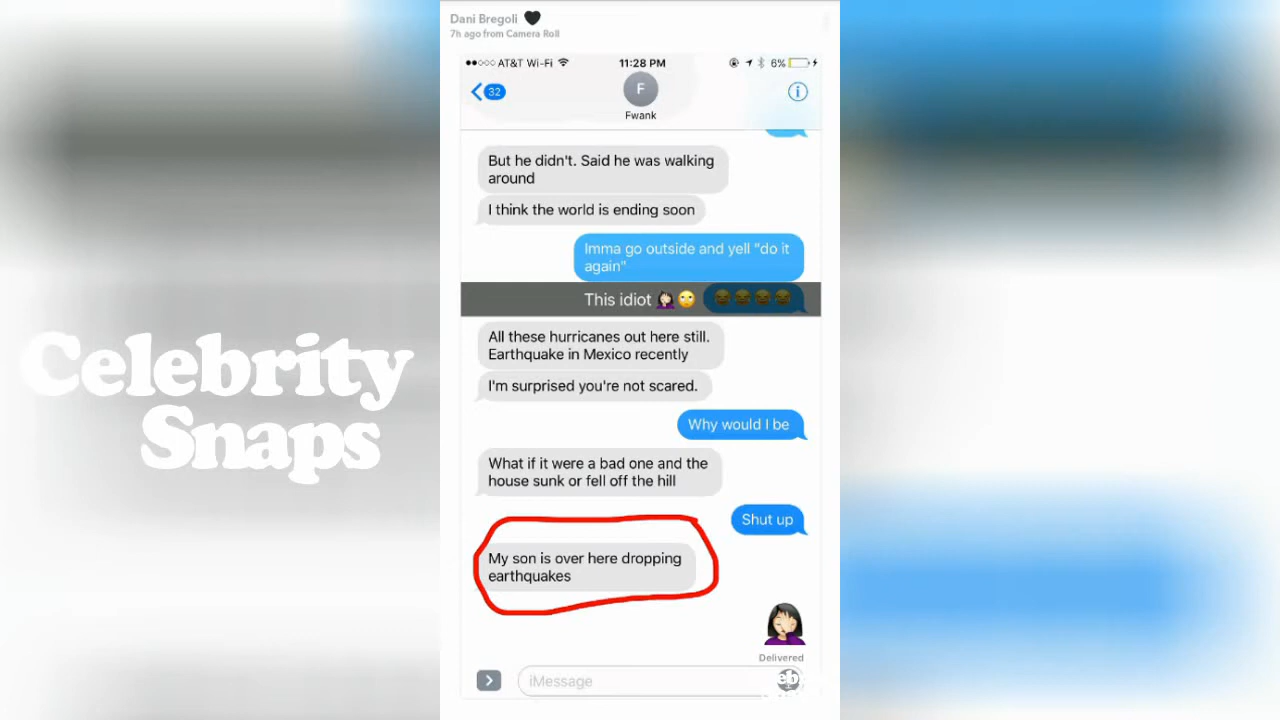 Dani Bregoli 🖤
7h ago from Camera Roll
AT&T Wi-Fi 11:28 PM 6%
32
F
Fwank
But he didn't. Said he was walking
around
I think the world is ending soon
Imma go outside and yell "do it
again"
This idiot 🤦🏻‍♀️🙄 😂😂😂😂
All these hurricanes out here still.
Earthquake in Mexico recently
I'm surprised you're not scared.
Why would I be
What if it were a bad one and the
house sunk or fell off the hill
Shut up
My son is over here dropping
earthquakes
🤦🏻‍♀️
Delivered
iMessage
Celebrity
Snaps